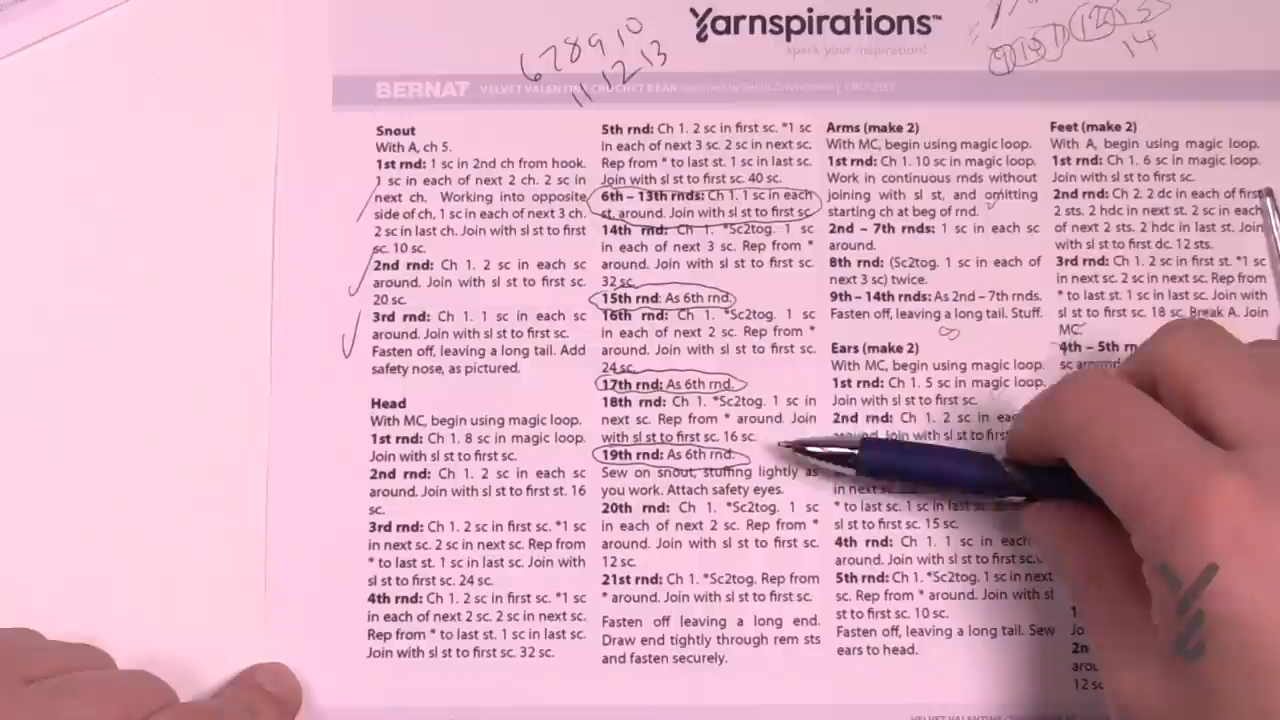 Yarnspirations™
spark your inspiration!
6 7 8 9 10
11 12 13
14
BERNAT VELVET VALENTINE CROCHET BEAR CROCHET
Snout
With A, ch 5.
1st rnd: 1 sc in 2nd ch from hook.
1 sc in each of next 2 ch. 2 sc in
next ch. Working into opposite
side of ch, 1 sc in each of next 3 ch.
2 sc in last ch. Join with sl st to first
sc. 10 sc.
2nd rnd: Ch 1. 2 sc in each sc
around. Join with sl st to first sc.
20 sc.
3rd rnd: Ch 1. 1 sc in each sc
around. Join with sl st to first sc.
Fasten off, leaving a long tail. Add
safety nose, as pictured.
Head
With MC, begin using magic loop.
1st rnd: Ch 1. 8 sc in magic loop.
Join with sl st to first sc.
2nd rnd: Ch 1. 2 sc in each sc
around. Join with sl st to first st. 16
sc.
3rd rnd: Ch 1. 2 sc in first sc. *1 sc
in next sc. 2 sc in next sc. Rep from
* to last st. 1 sc in last sc. Join with
sl st to first sc. 24 sc.
4th rnd: Ch 1. 2 sc in first sc. *1 sc
in each of next 2 sc. 2 sc in next sc.
Rep from * to last st. 1 sc in last sc.
Join with sl st to first sc. 32 sc.
5th rnd: Ch 1. 2 sc in first sc. *1 sc
in each of next 3 sc. 2 sc in next sc.
Rep from * to last st. 1 sc in last sc.
Join with sl st to first sc. 40 sc.
6th – 13th rnds: Ch 1. 1 sc in each
st. around. Join with sl st to first sc.
14th rnd: Ch 1. *Sc2tog. 1 sc
in each of next 3 sc. Rep from *
around. Join with sl st to first sc.
32 sc.
15th rnd: As 6th rnd.
16th rnd: Ch 1. *Sc2tog. 1 sc
in each of next 2 sc. Rep from *
around. Join with sl st to first sc.
24 sc.
17th rnd: As 6th rnd.
18th rnd: Ch 1. *Sc2tog. 1 sc in
next sc. Rep from * around. Join
with sl st to first sc. 16 sc.
19th rnd: As 6th rnd.
Sew on snout, stuffing lightly as
you work. Attach safety eyes.
20th rnd: Ch 1. *Sc2tog. 1 sc
in each of next 2 sc. Rep from *
around. Join with sl st to first sc.
12 sc.
21st rnd: Ch 1. *Sc2tog. Rep from
* around. Join with sl st to first sc.
Fasten off leaving a long end.
Draw end tightly through rem sts
and fasten securely.
Arms (make 2)
With MC, begin using magic loop.
1st rnd: Ch 1. 10 sc in magic loop.
Work in continuous rnds without
joining with sl st, and omitting
starting ch at beg of rnd.
2nd – 7th rnds: 1 sc in each sc
around.
8th rnd: (Sc2tog. 1 sc in each of
next 3 sc) twice.
9th – 14th rnds: As 2nd – 7th rnds.
Fasten off, leaving a long tail. Stuff.
Ears (make 2)
With MC, begin using magic loop.
1st rnd: Ch 1. 5 sc in magic loop.
Join with sl st to first sc.
2nd rnd: Ch 1. 2 sc in each
around. Join with sl st to first
in next
* to last sc. 1 sc in last
sl st to first sc. 15 sc.
4th rnd: Ch 1. 1 sc in each
around. Join with sl st to first sc.
5th rnd: Ch 1. *Sc2tog. 1 sc in next
sc. Rep from * around. Join with sl
st to first sc. 10 sc.
Fasten off, leaving a long tail. Sew
ears to head.
Feet (make 2)
With A, begin using magic loop.
1st rnd: Ch 1. 6 sc in magic loop.
Join with sl st to first sc.
2nd rnd: Ch 2. 2 dc in each of first
2 sts. 2 hdc in next st. 2 sc in each
of next 2 sts. 2 hdc in last st. Join
with sl st to first dc. 12 sts.
3rd rnd: Ch 1. 2 sc in first st. *1 sc
in next sc. 2 sc in next sc. Rep from
* to last st. 1 sc in last sc. Join with
sl st to first sc. 18 sc. Break A. Join
MC.
4th – 5th
sc around
1
Jo
2n
arou
12 sc